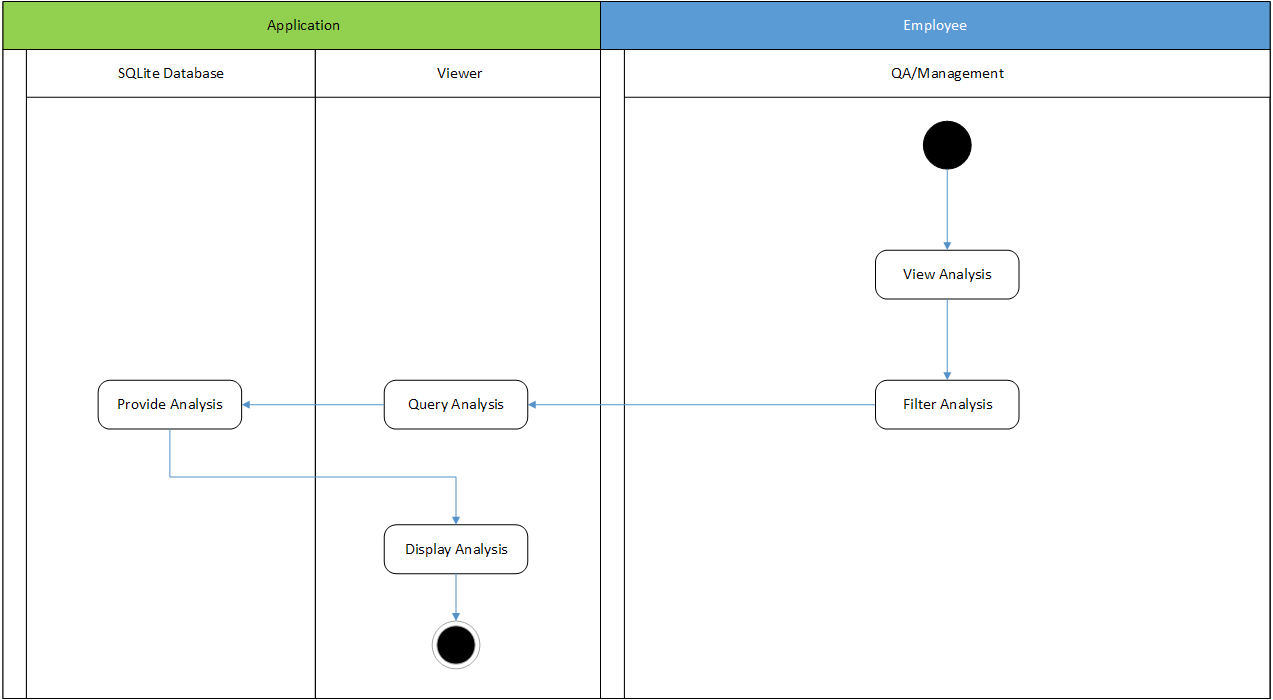 Application
Employee
SQLite Database
Viewer
QA/Management
View Analysis
Provide Analysis
Query Analysis
Filter Analysis
Display Analysis